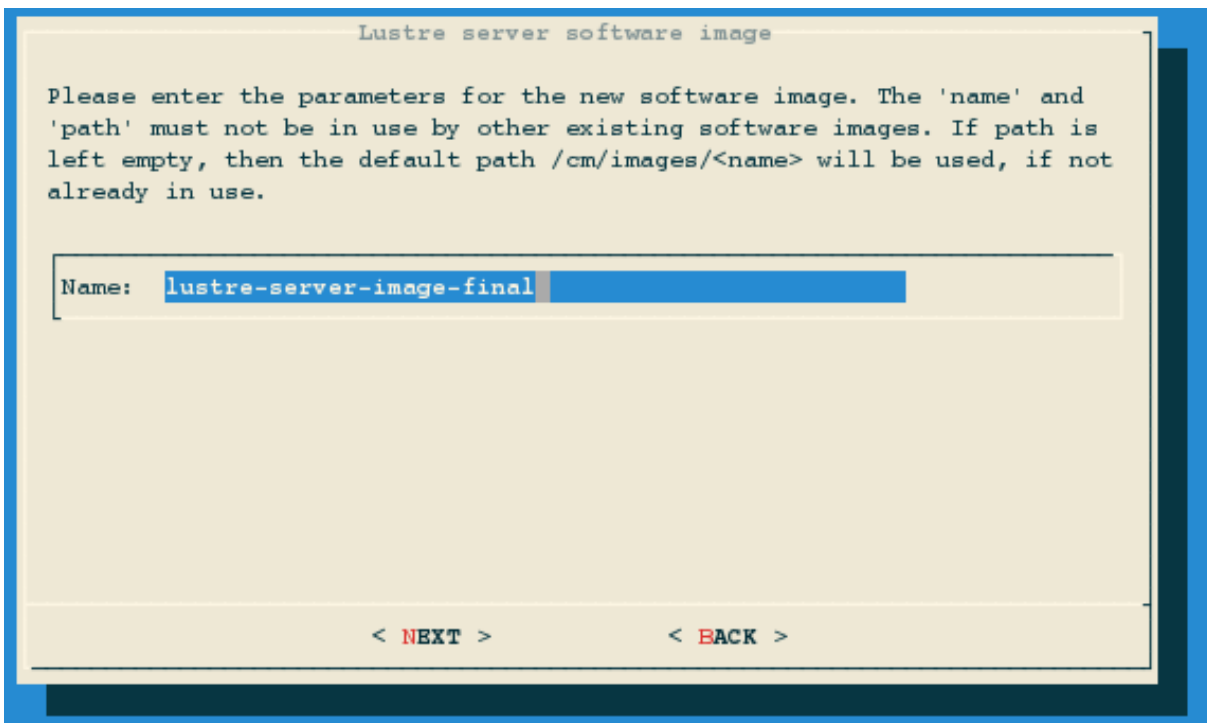 Lustre server software image
Please enter the parameters for the new software image. The 'name' and
'path' must not be in use by other existing software images. If path is
left empty, then the default path /cm/images/<name> will be used, if not
already in use.
Name: lustre-server-image-final
< NEXT > < BACK >